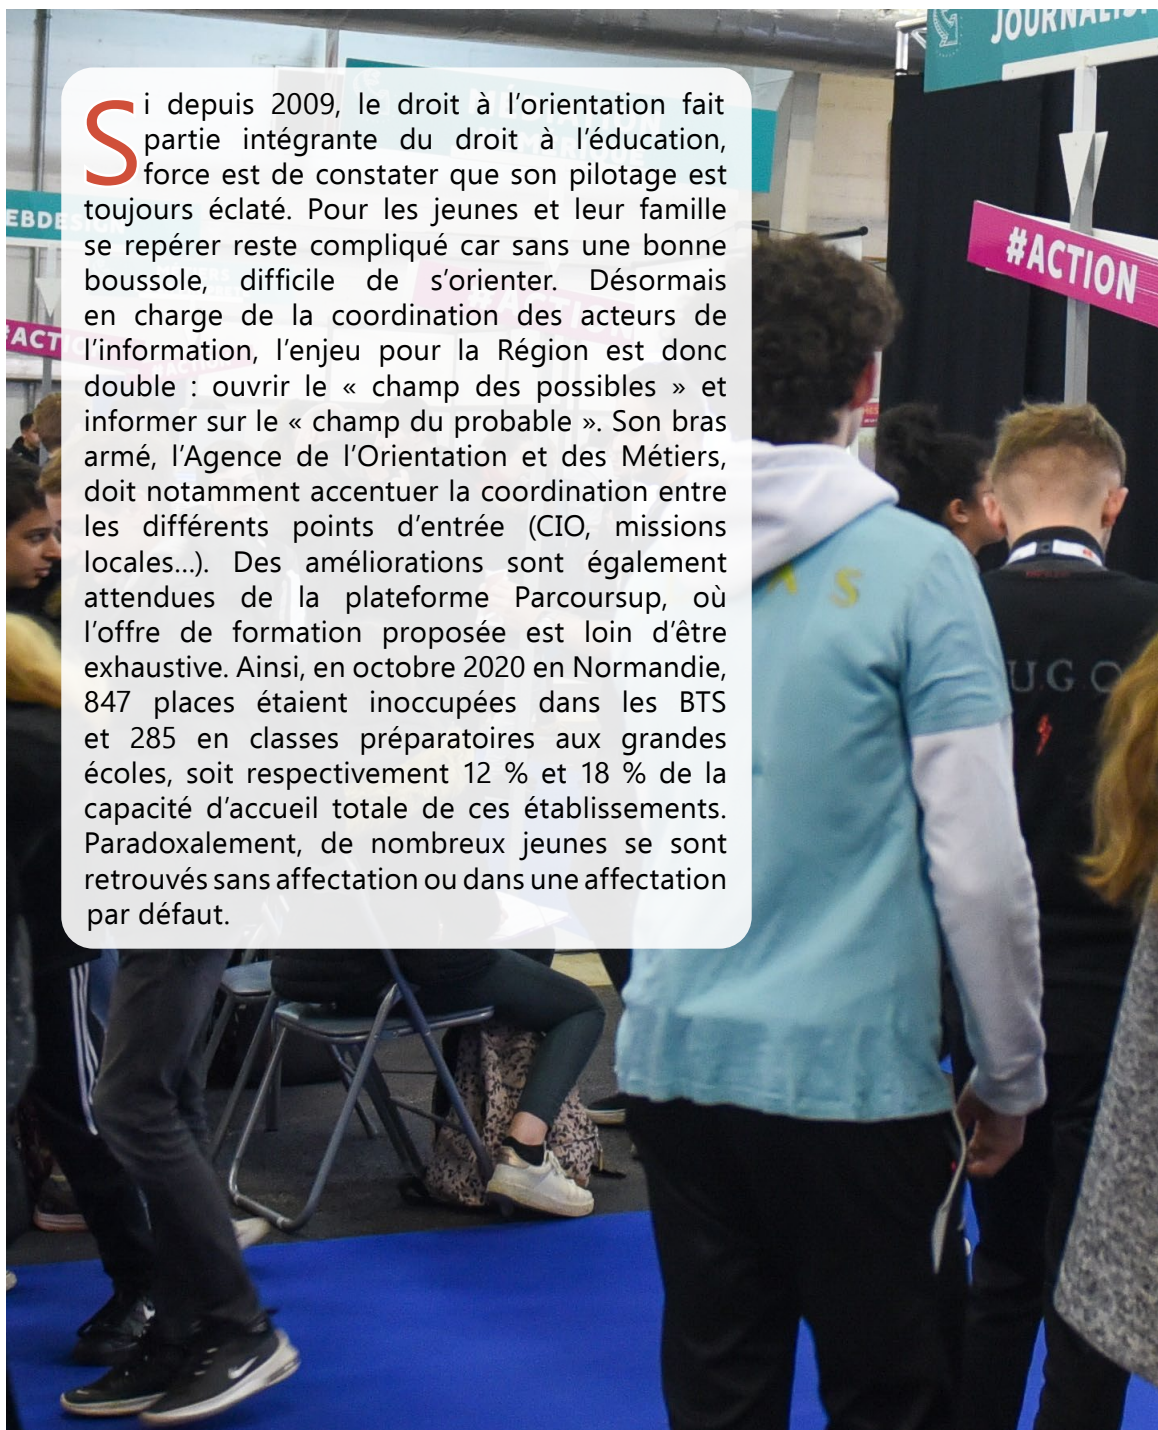 JOURNALIS
Si depuis 2009, le droit à l’orientation fait
partie intégrante du droit à l’éducation,
force est de constater que son pilotage est
toujours éclaté. Pour les jeunes et leur famille
se repérer reste compliqué car sans une bonne
boussole, difficile de s’orienter. Désormais
en charge de la coordination des acteurs de
l’information, l’enjeu pour la Région est donc
double : ouvrir le « champ des possibles » et
informer sur le « champ du probable ». Son bras
armé, l’Agence de l’Orientation et des Métiers,
doit notamment accentuer la coordination entre
les différents points d’entrée (CIO, missions
locales...). Des améliorations sont également
attendues de la plateforme Parcoursup, où
l’offre de formation proposée est loin d’être
exhaustive. Ainsi, en octobre 2020 en Normandie,
847 places étaient inoccupées dans les BTS
et 285 en classes préparatoires aux grandes
écoles, soit respectivement 12 % et 18 % de la
capacité d’accueil totale de ces établissements.
Paradoxalement, de nombreux jeunes se sont
retrouvés sans affectation ou dans une affectation
par défaut.
#ACTION
EBDESIGN
#ACTION
#ACTION
UGO